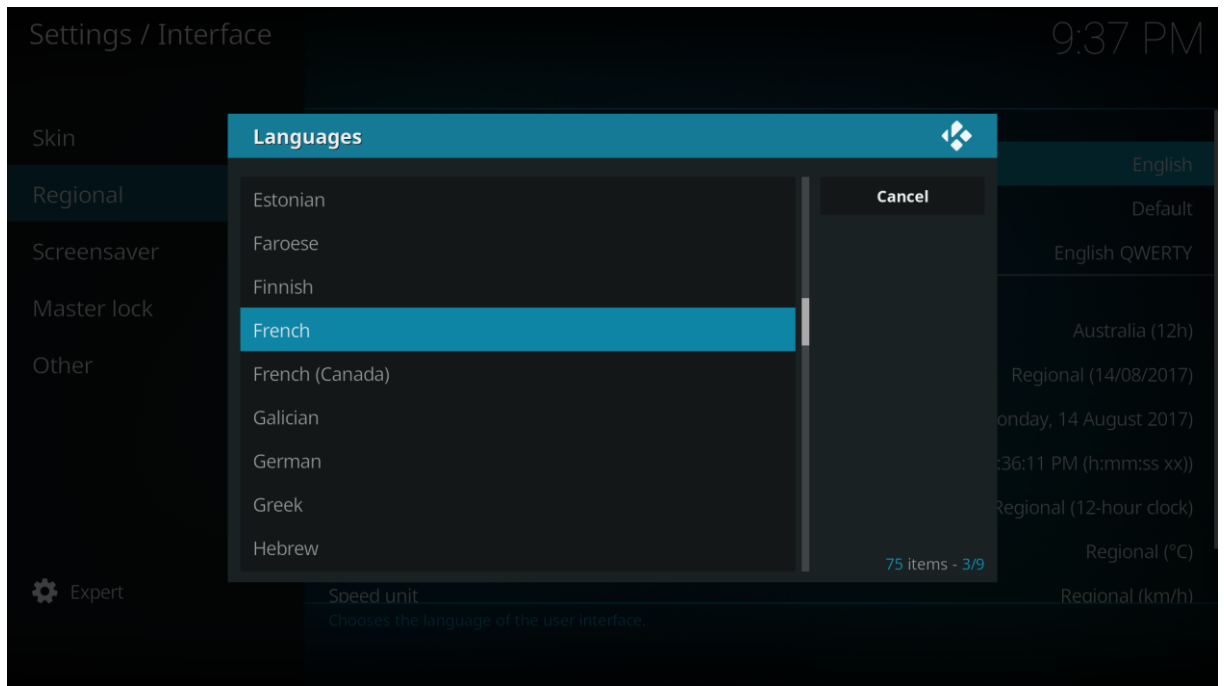 Settings / Interface
9:37 PM
Skin
Regional
Screensaver
Master lock
Other
Expert
Languages
Estonian
Faroese
Finnish
French
French (Canada)
Galician
German
Greek
Hebrew
Cancel
75 items - 3/9
English
Default
English QWERTY
Australia (12h)
Regional (14/08/2017)
onday, 14 August 2017)
:36:11 PM (h:mm:ss xx))
Regional (12-hour clock)
Regional (°C)
Speed unit Regional (km/h)
Chooses the language of the user interface.